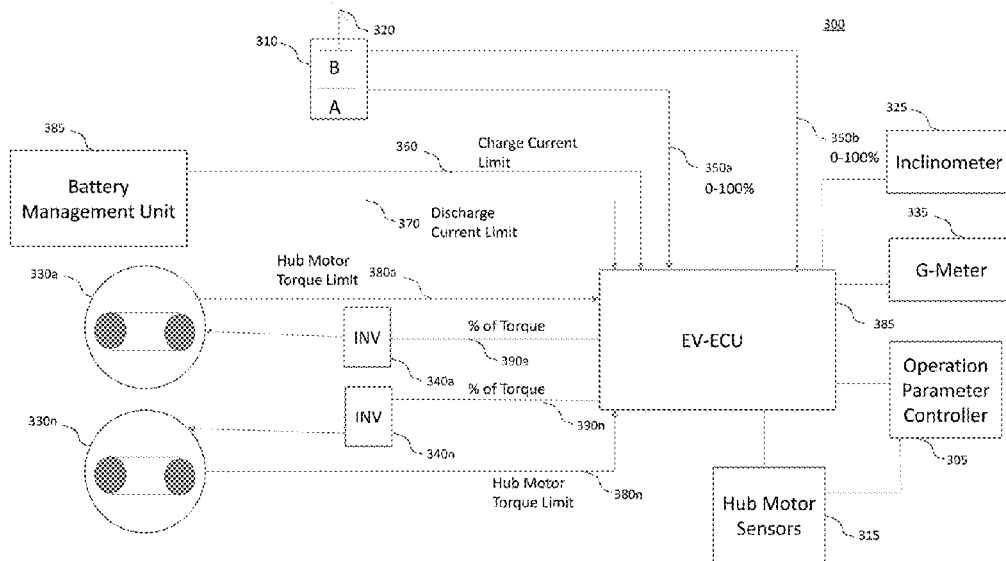 300
320
310
B
A
325
Inclinometer
350b
0-100%
350a
0-100%
385
Battery
Management Unit
360
Charge Current
Limit
370
Discharge
Current Limit
335
G-Meter
330a
Hub Motor
Torque Limit
380a
INV
% of Torque
390a
340a
EV-ECU
385
Operation
Parameter
Controller
305
330n
INV
% of Torque
390n
340n
Hub Motor
Torque Limit
380n
Hub Motor
Sensors
315